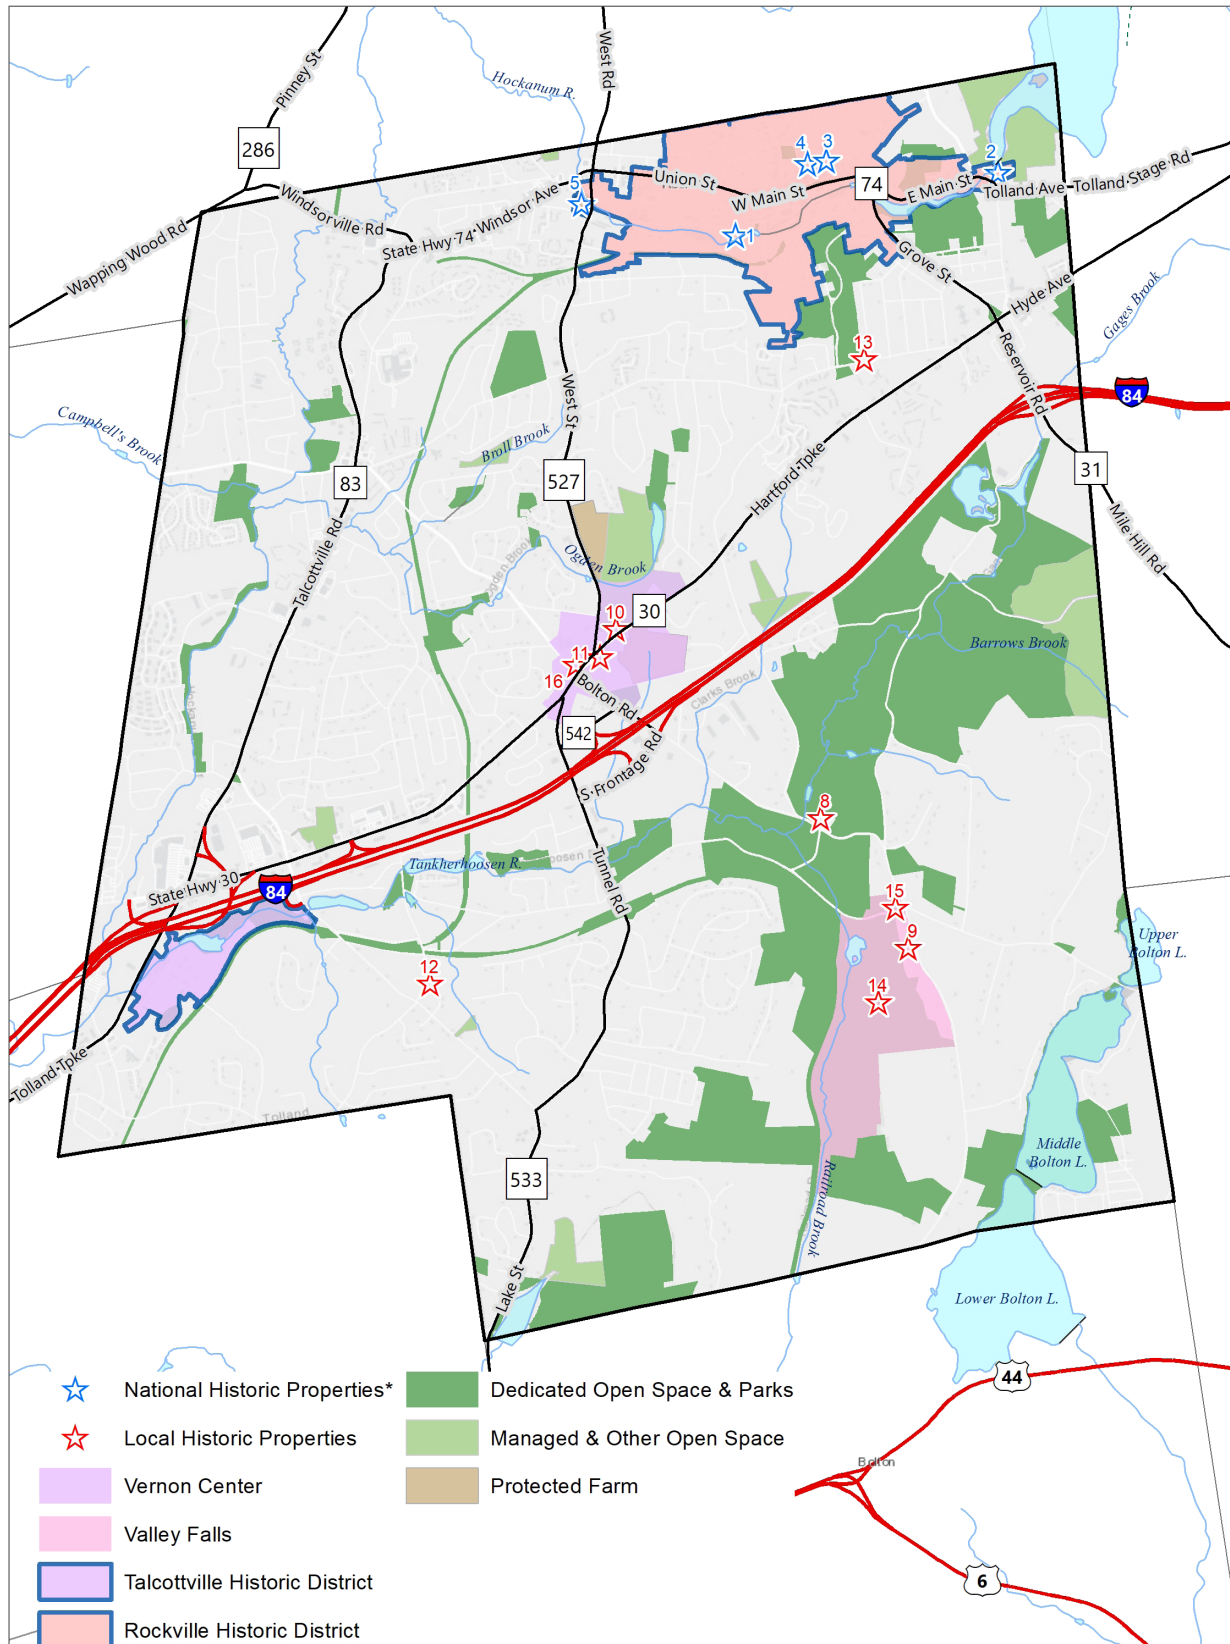 Pinney St
West Rd
Hockanum R.
286
4
3
2
5
Union St
74
W Main St
E Main St
Tolland Ave
Tolland Stage Rd
Windsorville Rd
State Hwy 74
Windsor Ave
1
Wapping Wood Rd
Grove St
Hyde Ave
Gages Brook
13
Reservoir Rd
84
Campbell's Brook
West St
Broll Brook
83
527
Hartford Tpke
31
Mile Hill Rd
Talcottville Rd
Ogden Brook
Ogden Brook
10
30
11
16
Bolton Rd
Barrows Brook
Clarks Brook
542
S Frontage Rd
8
Tankherhoosen R.
Tunnel Rd
State Hwy 30
84
15
9
14
12
Upper
Bolton L.
Tolland Tpke
Tolland
Middle
Bolton L.
533
Railroad Brook
Lake St
Lower Bolton L.
44
Bolton
6
National Historic Properties*
Local Historic Properties
Vernon Center
Valley Falls
Talcottville Historic District
Rockville Historic District
Dedicated Open Space & Parks
Managed & Other Open Space
Protected Farm